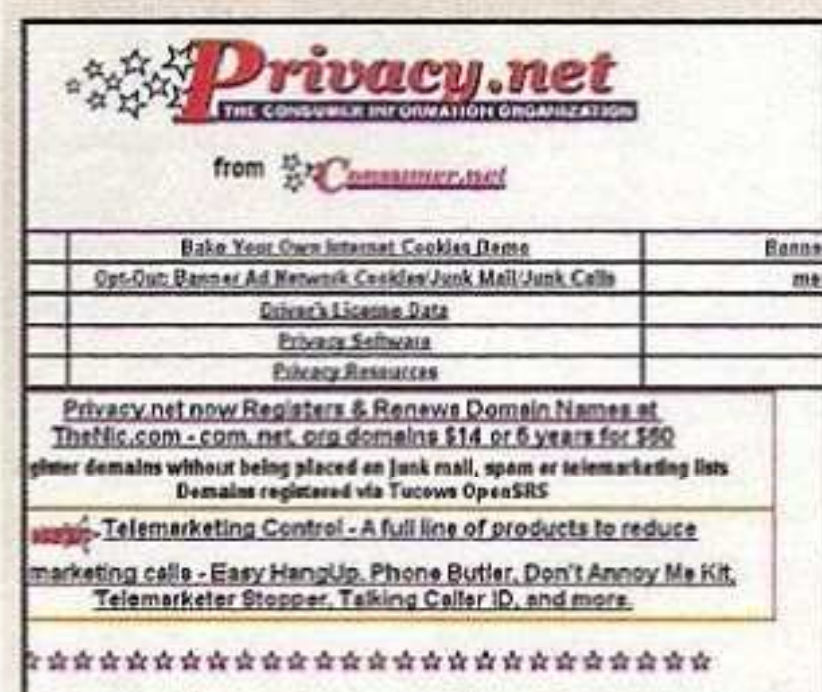 Privacy.net
THE CONSUMER INFORMATION ORGANIZATION
from Consumer.net
Bake Your Own Internet Cookies Demo
Opt-Out: Banner Ad Network Cookies/Junk Mail/Junk Calls
Driver's License Data
Privacy Software
Privacy Resources
Privacy.net now Registers & Renews Domain Names at
TheNic.com - com, net, org domains $14 or 5 years for $60
gister domains without being placed on junk mail, spam or telemarketing lists
Domains registered via Tucows OpenSRS
Telemarketing Control - A full line of products to reduce
marketing calls - Easy HangUp, Phone Butler, Don't Annoy Me Kit,
Telemarketer Stopper, Talking Caller ID, and more.